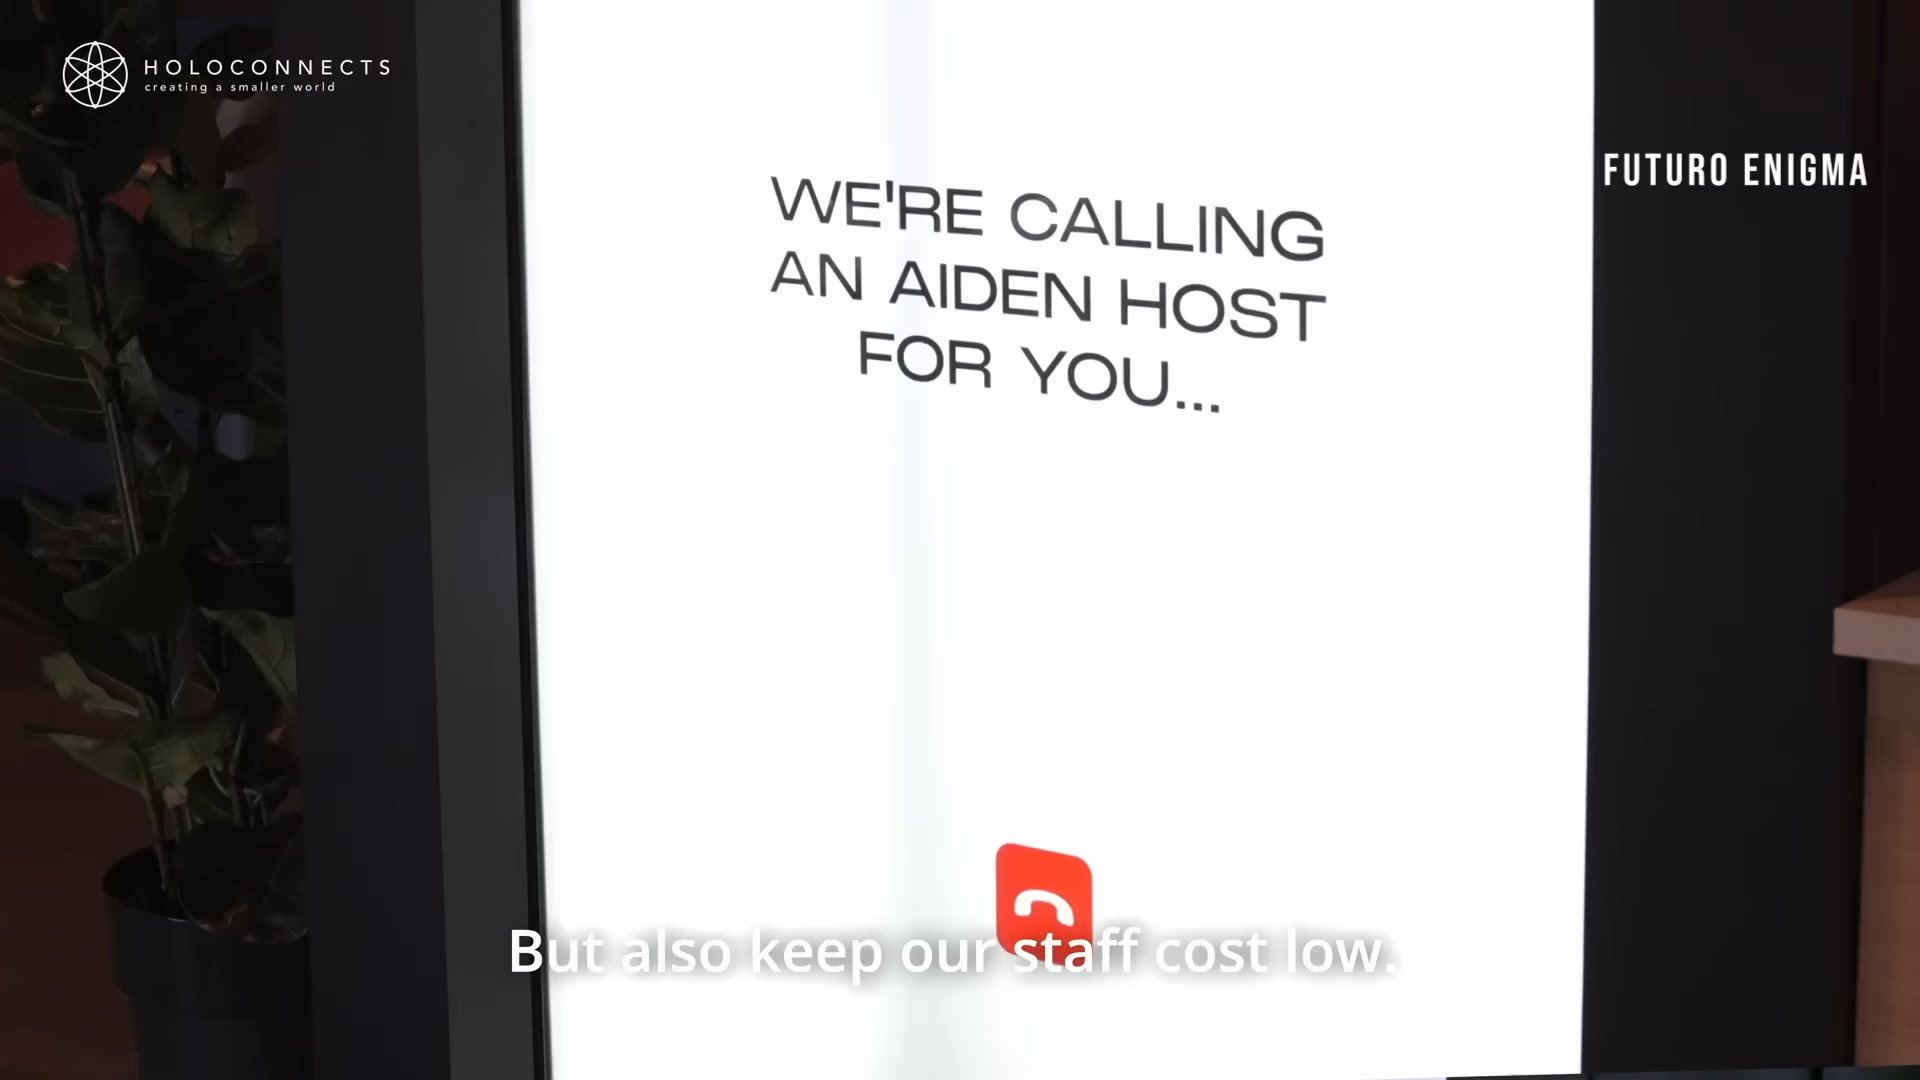 HOLOCONNECTS
creating a smaller world
FUTURO ENIGMA
WE'RE CALLING
AN AIDEN HOST
FOR YOU...
But also keep our staff cost low.